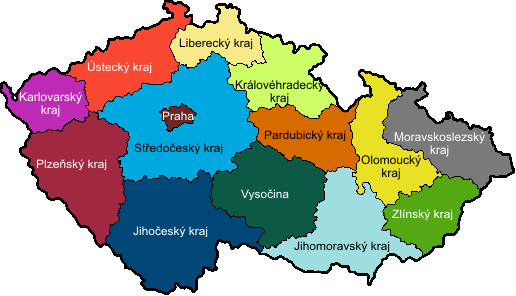 Liberecký kraj
Ústecký kraj
Královéhradecký
kraj
Karlovarský
kraj
Praha
Pardubický kraj
Moravskoslezský
kraj
Středočeský kraj
Plzeňský kraj
Olomoucký
kraj
Vysočina
Zlínský kraj
Jihočeský kraj
Jihomoravský kraj